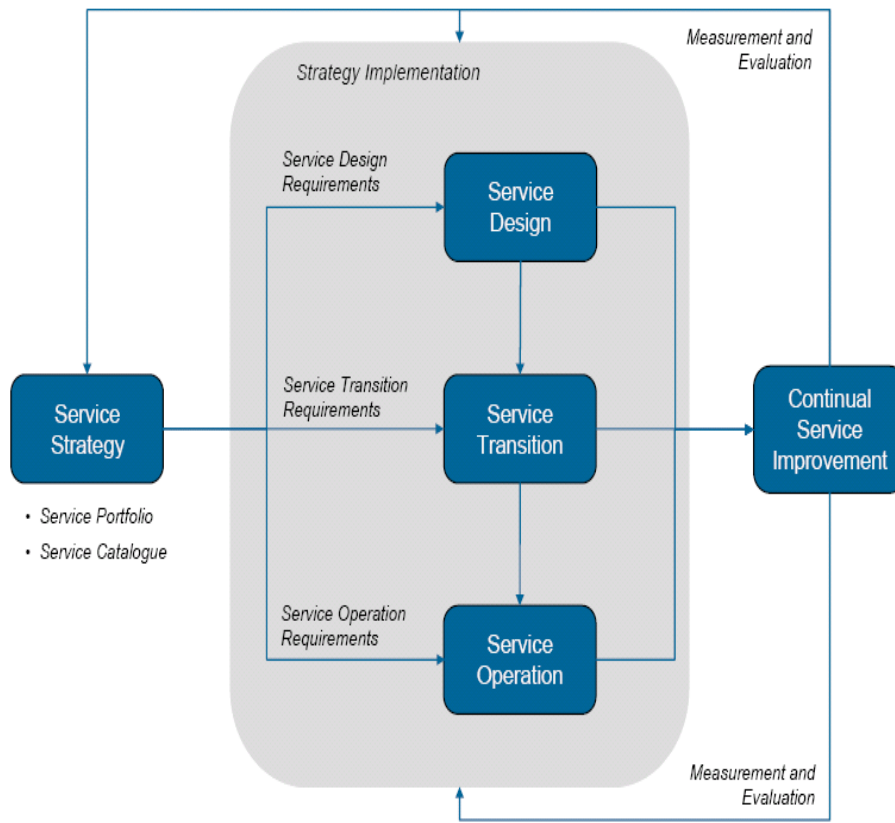 Measurement and
Evaluation
Strategy Implementation
Service Design
Requirements
Service
Design
Service
Strategy
• Service Portfolio
• Service Catalogue
Service Transition
Requirements
Service
Transition
Continual
Service
Improvement
Service Operation
Requirements
Service
Operation
Measurement and
Evaluation